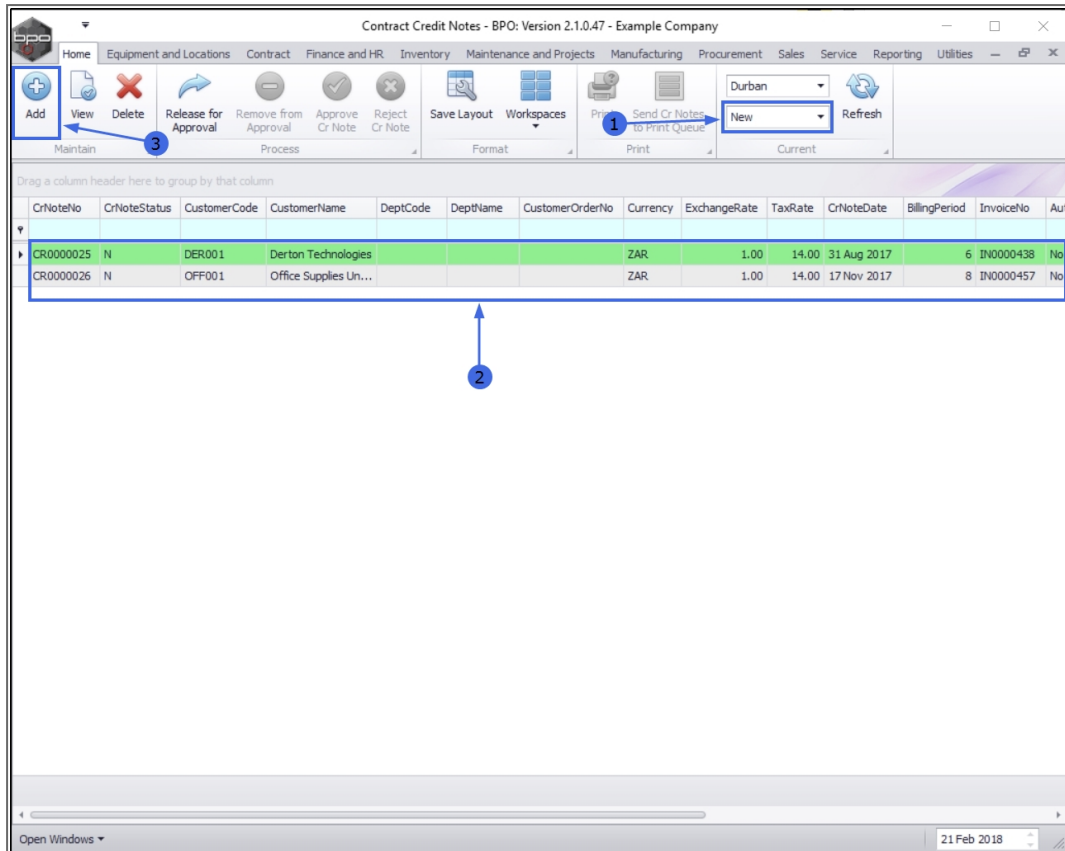 Contract Credit Notes - BPO: Version 2.1.0.47 - Example Company
bpo
Home Equipment and Locations Contract Finance and HR Inventory Maintenance and Projects Manufacturing Procurement Sales Service Reporting Utilities
Durban
Add View Delete Release for Approval Remove from Approval Approve Cr Note Reject Cr Note Save Layout Workspaces Send Cr Notes to Print Queue New Refresh
1
3
Maintain Process Format Print Current
Drag a column header here to group by that column
CrNoteNo CrNoteStatus CustomerCode CustomerName DeptCode DeptName CustomerOrderNo Currency ExchangeRate TaxRate CrNoteDate BillingPeriod InvoiceNo
CR0000025 N DER001 Derton Technologies ZAR 1.00 14.00 31 Aug 2017 6 IN0000438 No
CR0000026 N OFF001 Office Supplies Un... ZAR 1.00 14.00 17 Nov 2017 8 IN0000457 No
2
Open Windows 21 Feb 2018